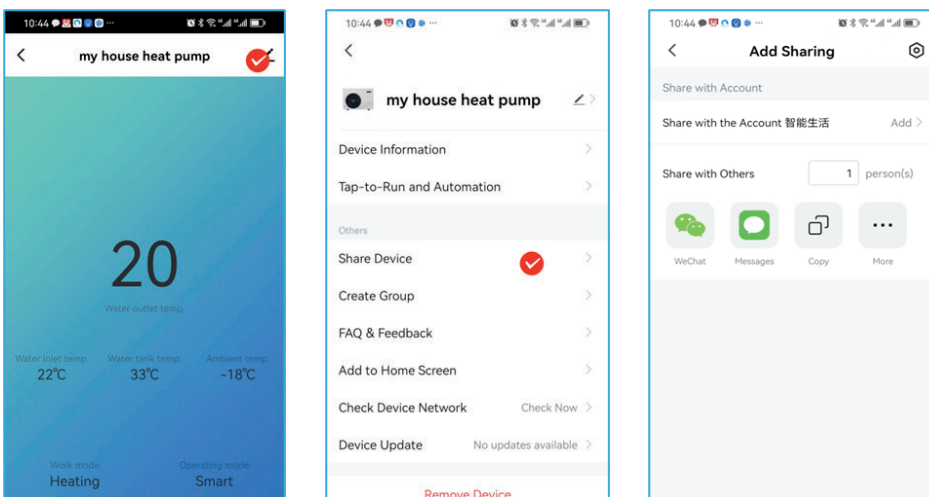 10:44
my house heat pump
20
Water outlet temp.
Water inlet temp.
Water tank temp.
Ambient temp.
22℃
33℃
-18℃
Work mode
Operating mode
Heating
Smart
10:44
my house heat pump
Device Information
Tap-to-Run and Automation
Others
Share Device
Create Group
FAQ & Feedback
Add to Home Screen
Check Device Network
Check Now
Device Update
No updates available
Remove Device
10:44
Add Sharing
Share with Account
Share with the Account 智能生活
Add
Share with Others
1
person(s)
WeChat
Messages
Copy
More